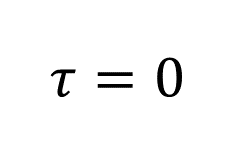 τ = 0